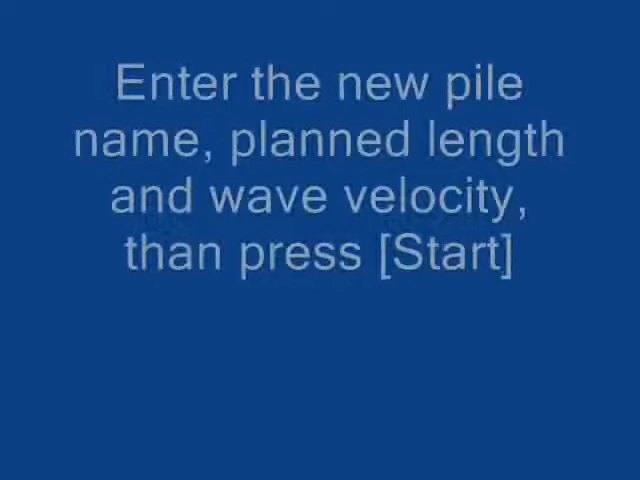 Enter the new pile
name, planned length
and wave velocity,
than press [Start]